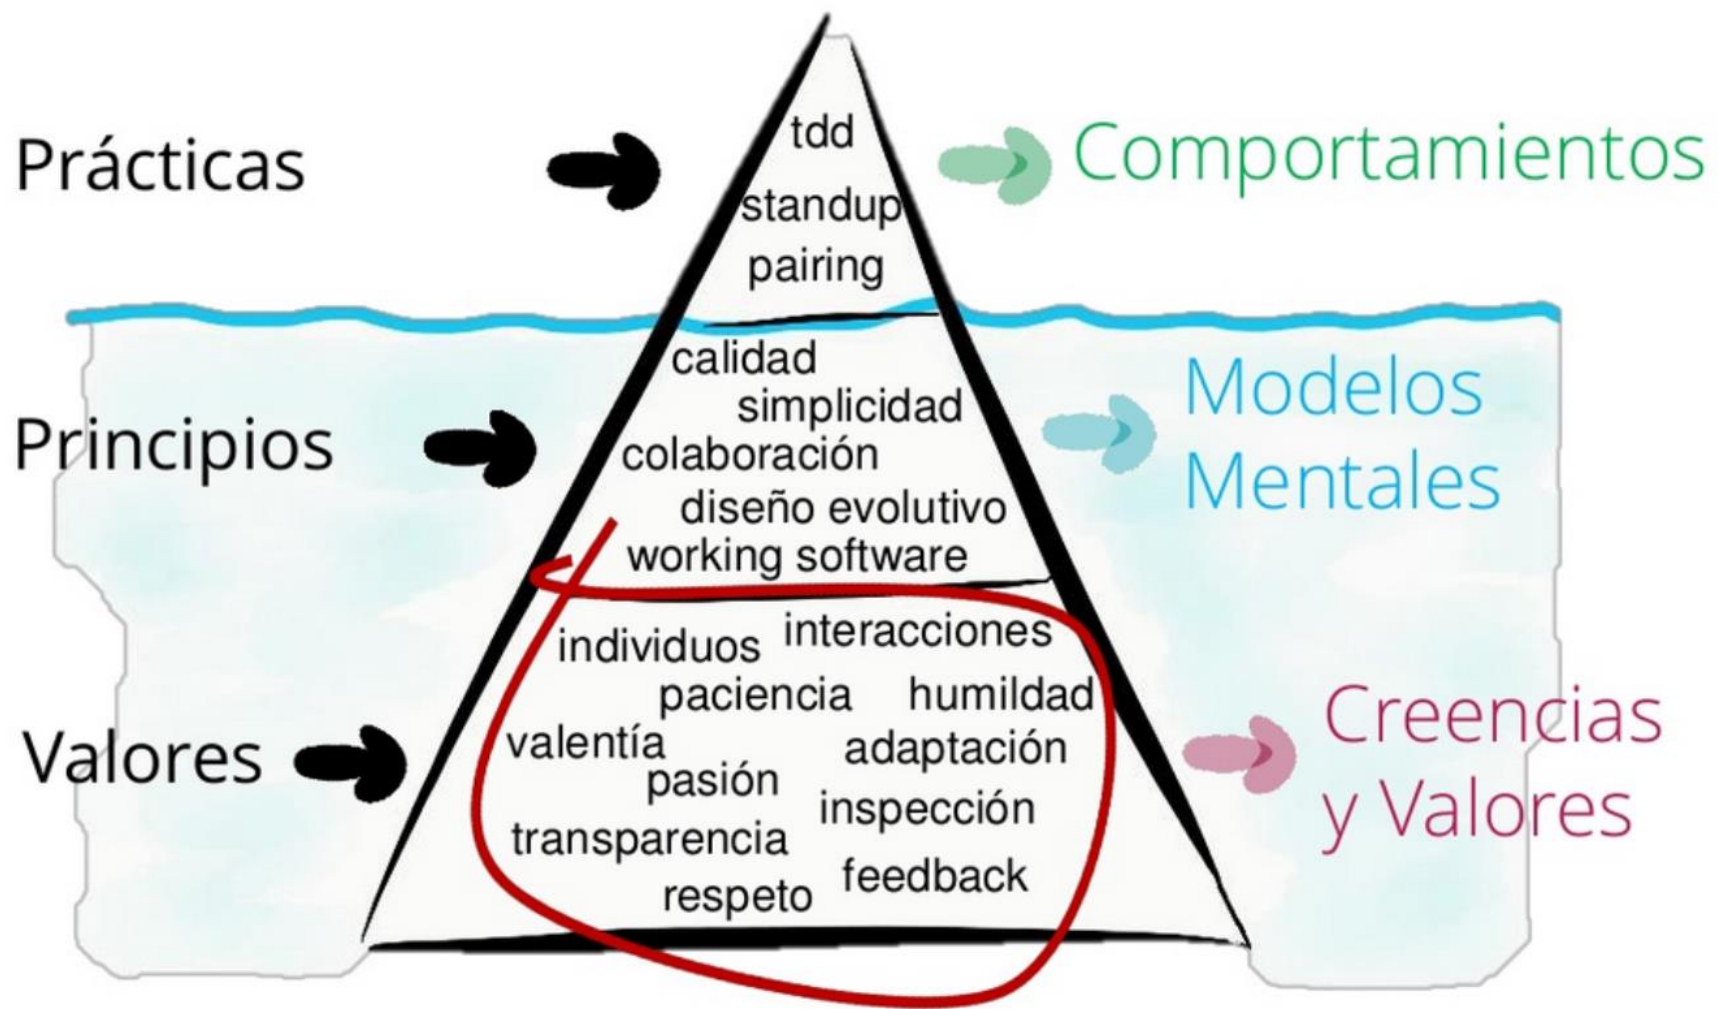 Prácticas
tdd
standup
pairing
Comportamientos
Principios
calidad
simplicidad
colaboración
diseño evolutivo
working software
Modelos
Mentales
Valores
individuos interacciones
paciencia humildad
valentía adaptación
pasión inspección
transparencia feedback
respeto
Creencias
y Valores